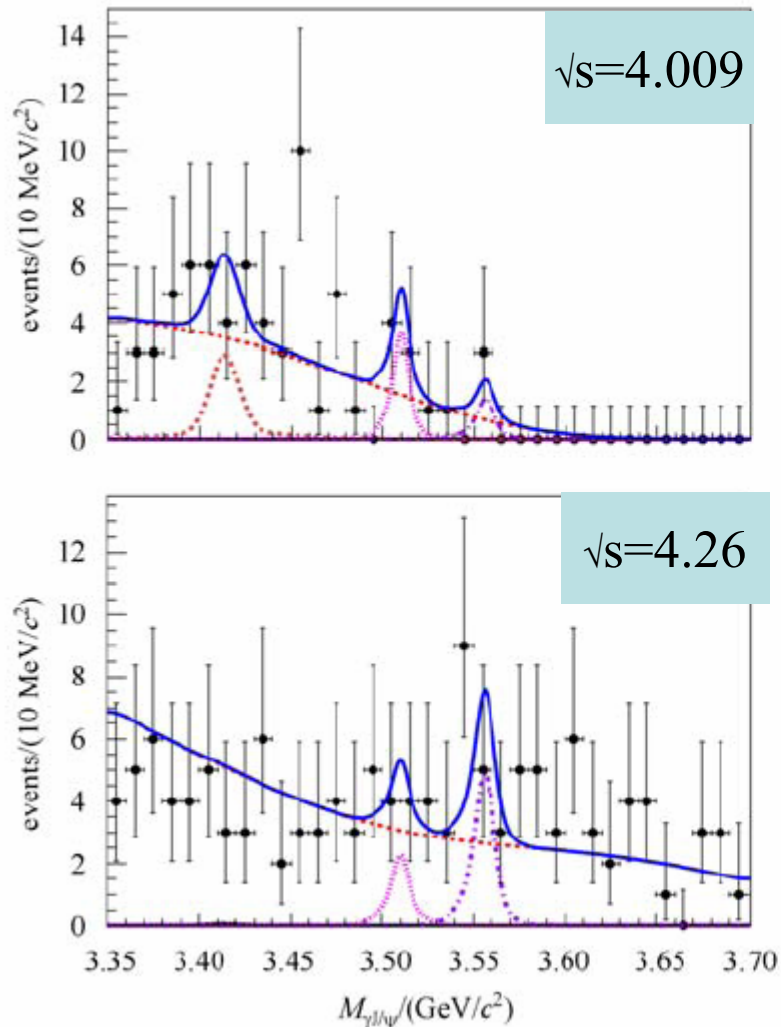 14
12
10
8
6
4
2
0
events/(10 MeV/c²)
√s=4.009
12
10
8
6
4
2
0
events/(10 MeV/c²)
√s=4.26
3.35 3.40 3.45 3.50 3.55 3.60 3.65 3.70
M_γJ/ψ/(GeV/c²)